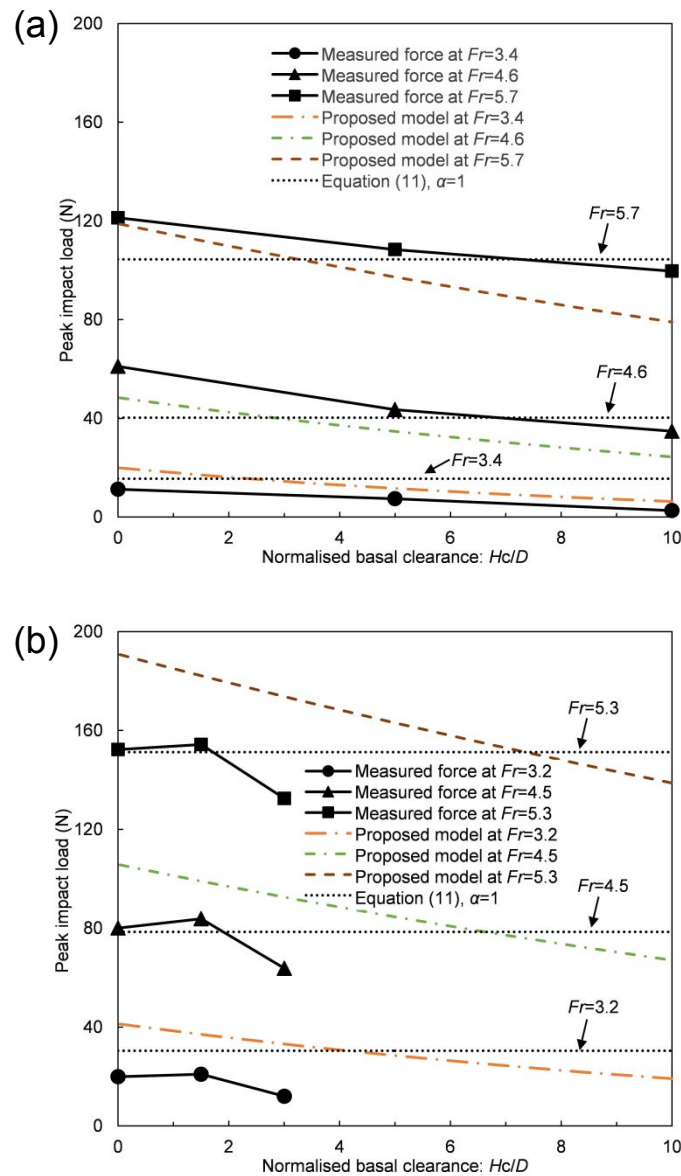 (a)
200
160
120
80
40
0
Peak impact load (N)
Measured force at Fr=3.4
Measured force at Fr=4.6
Measured force at Fr=5.7
Proposed model at Fr=3.4
Proposed model at Fr=4.6
Proposed model at Fr=5.7
Equation (11), α=1
Fr=5.7
Fr=4.6
Fr=3.4
0 2 4 6 8 10
Normalised basal clearance: Hc/D
(b)
200
160
120
80
40
0
Peak impact load (N)
Fr=5.3
Measured force at Fr=3.2
Measured force at Fr=4.5
Measured force at Fr=5.3
Proposed model at Fr=3.2
Proposed model at Fr=4.5
Proposed model at Fr=5.3
Equation (11), α=1
Fr=4.5
Fr=3.2
0 2 4 6 8 10
Normalised basal clearance: Hc/D